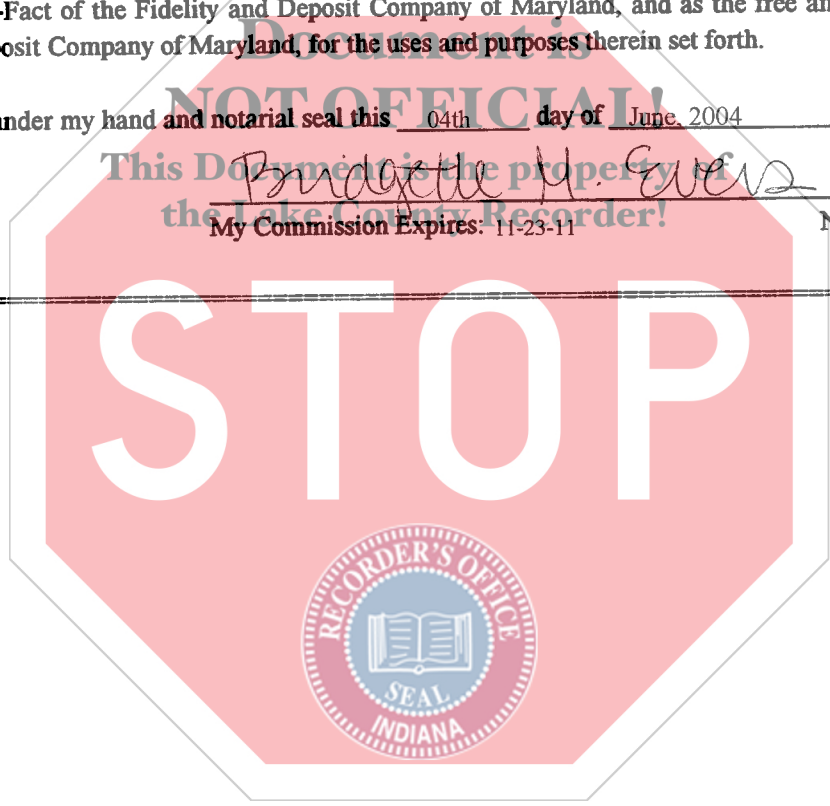 -Fact of the Fidelity and Deposit Company of Maryland, and as the free an
osit Company of Maryland, for the uses and purposes therein set forth.
Document is
NOT OFFICIAL!
under my hand and notarial seal this 04th day of June, 2004
This Document is the property of
Bridgette M. Evers
the Lake County Recorder!
My Commission Expires: 11-23-11 N
STOP
RECORDER'S OFFICE
SEAL
INDIANA